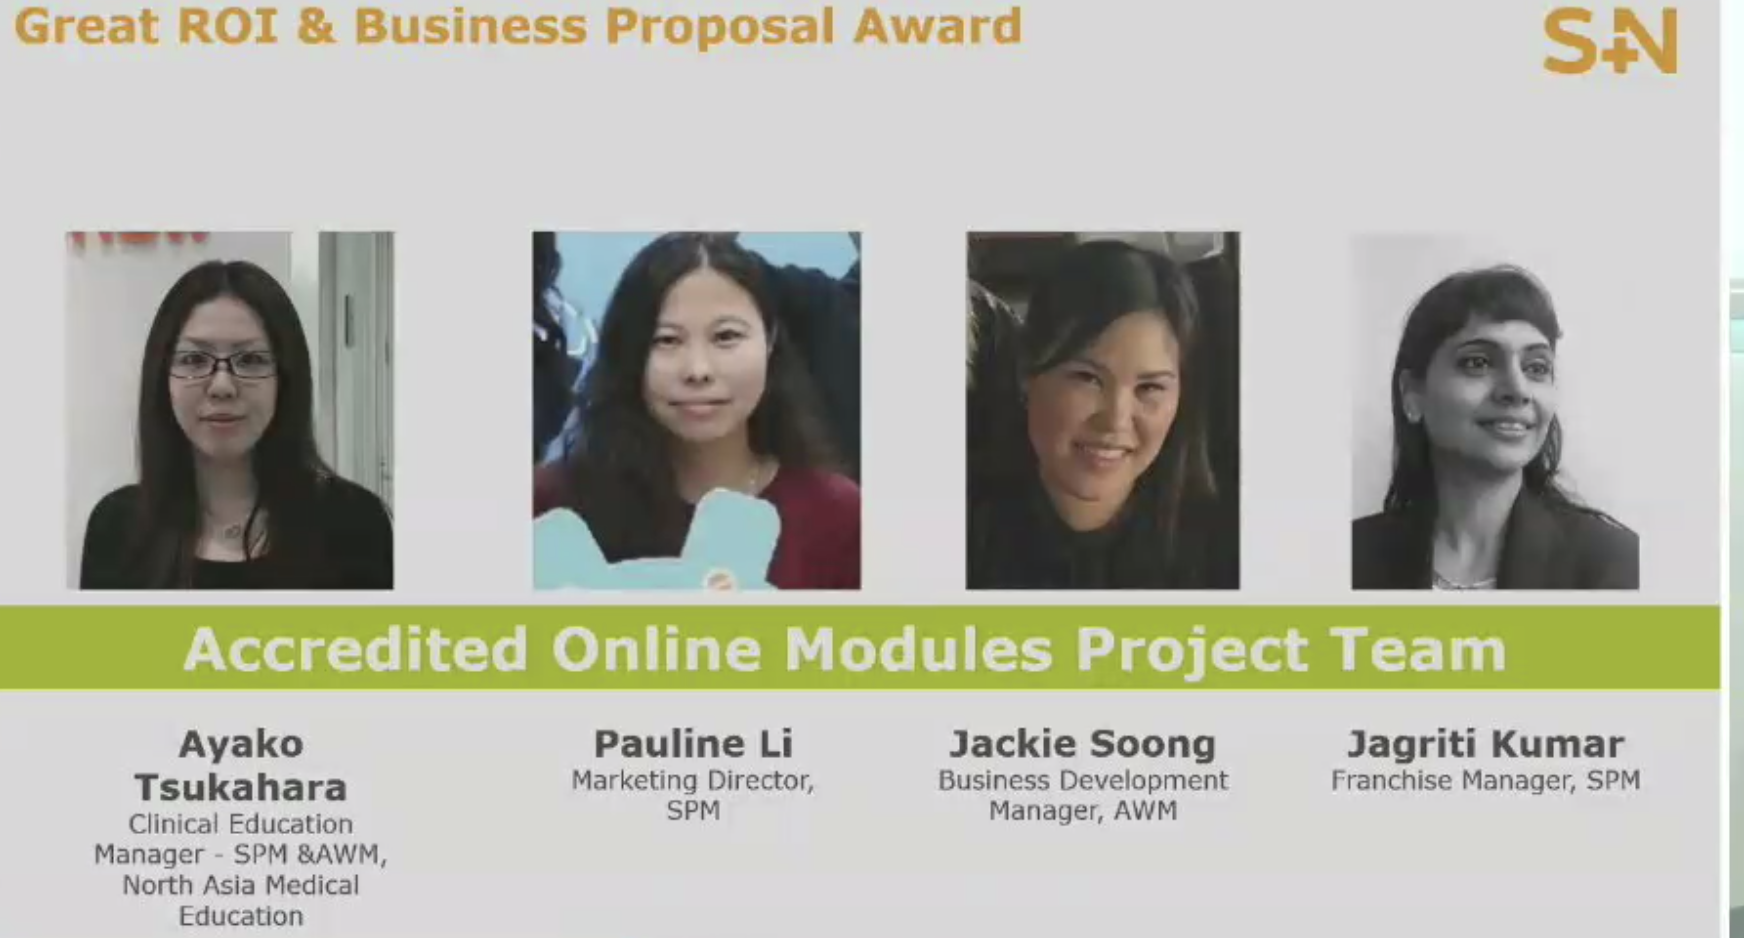 Great ROI & Business Proposal Award
S+N
Accredited Online Modules Project Team
Ayako
Tsukahara
Clinical Education
Manager - SPM &AWM,
North Asia Medical
Education
Pauline Li
Marketing Director,
SPM
Jackie Soong
Business Development
Manager, AWM
Jagriti Kumar
Franchise Manager, SPM